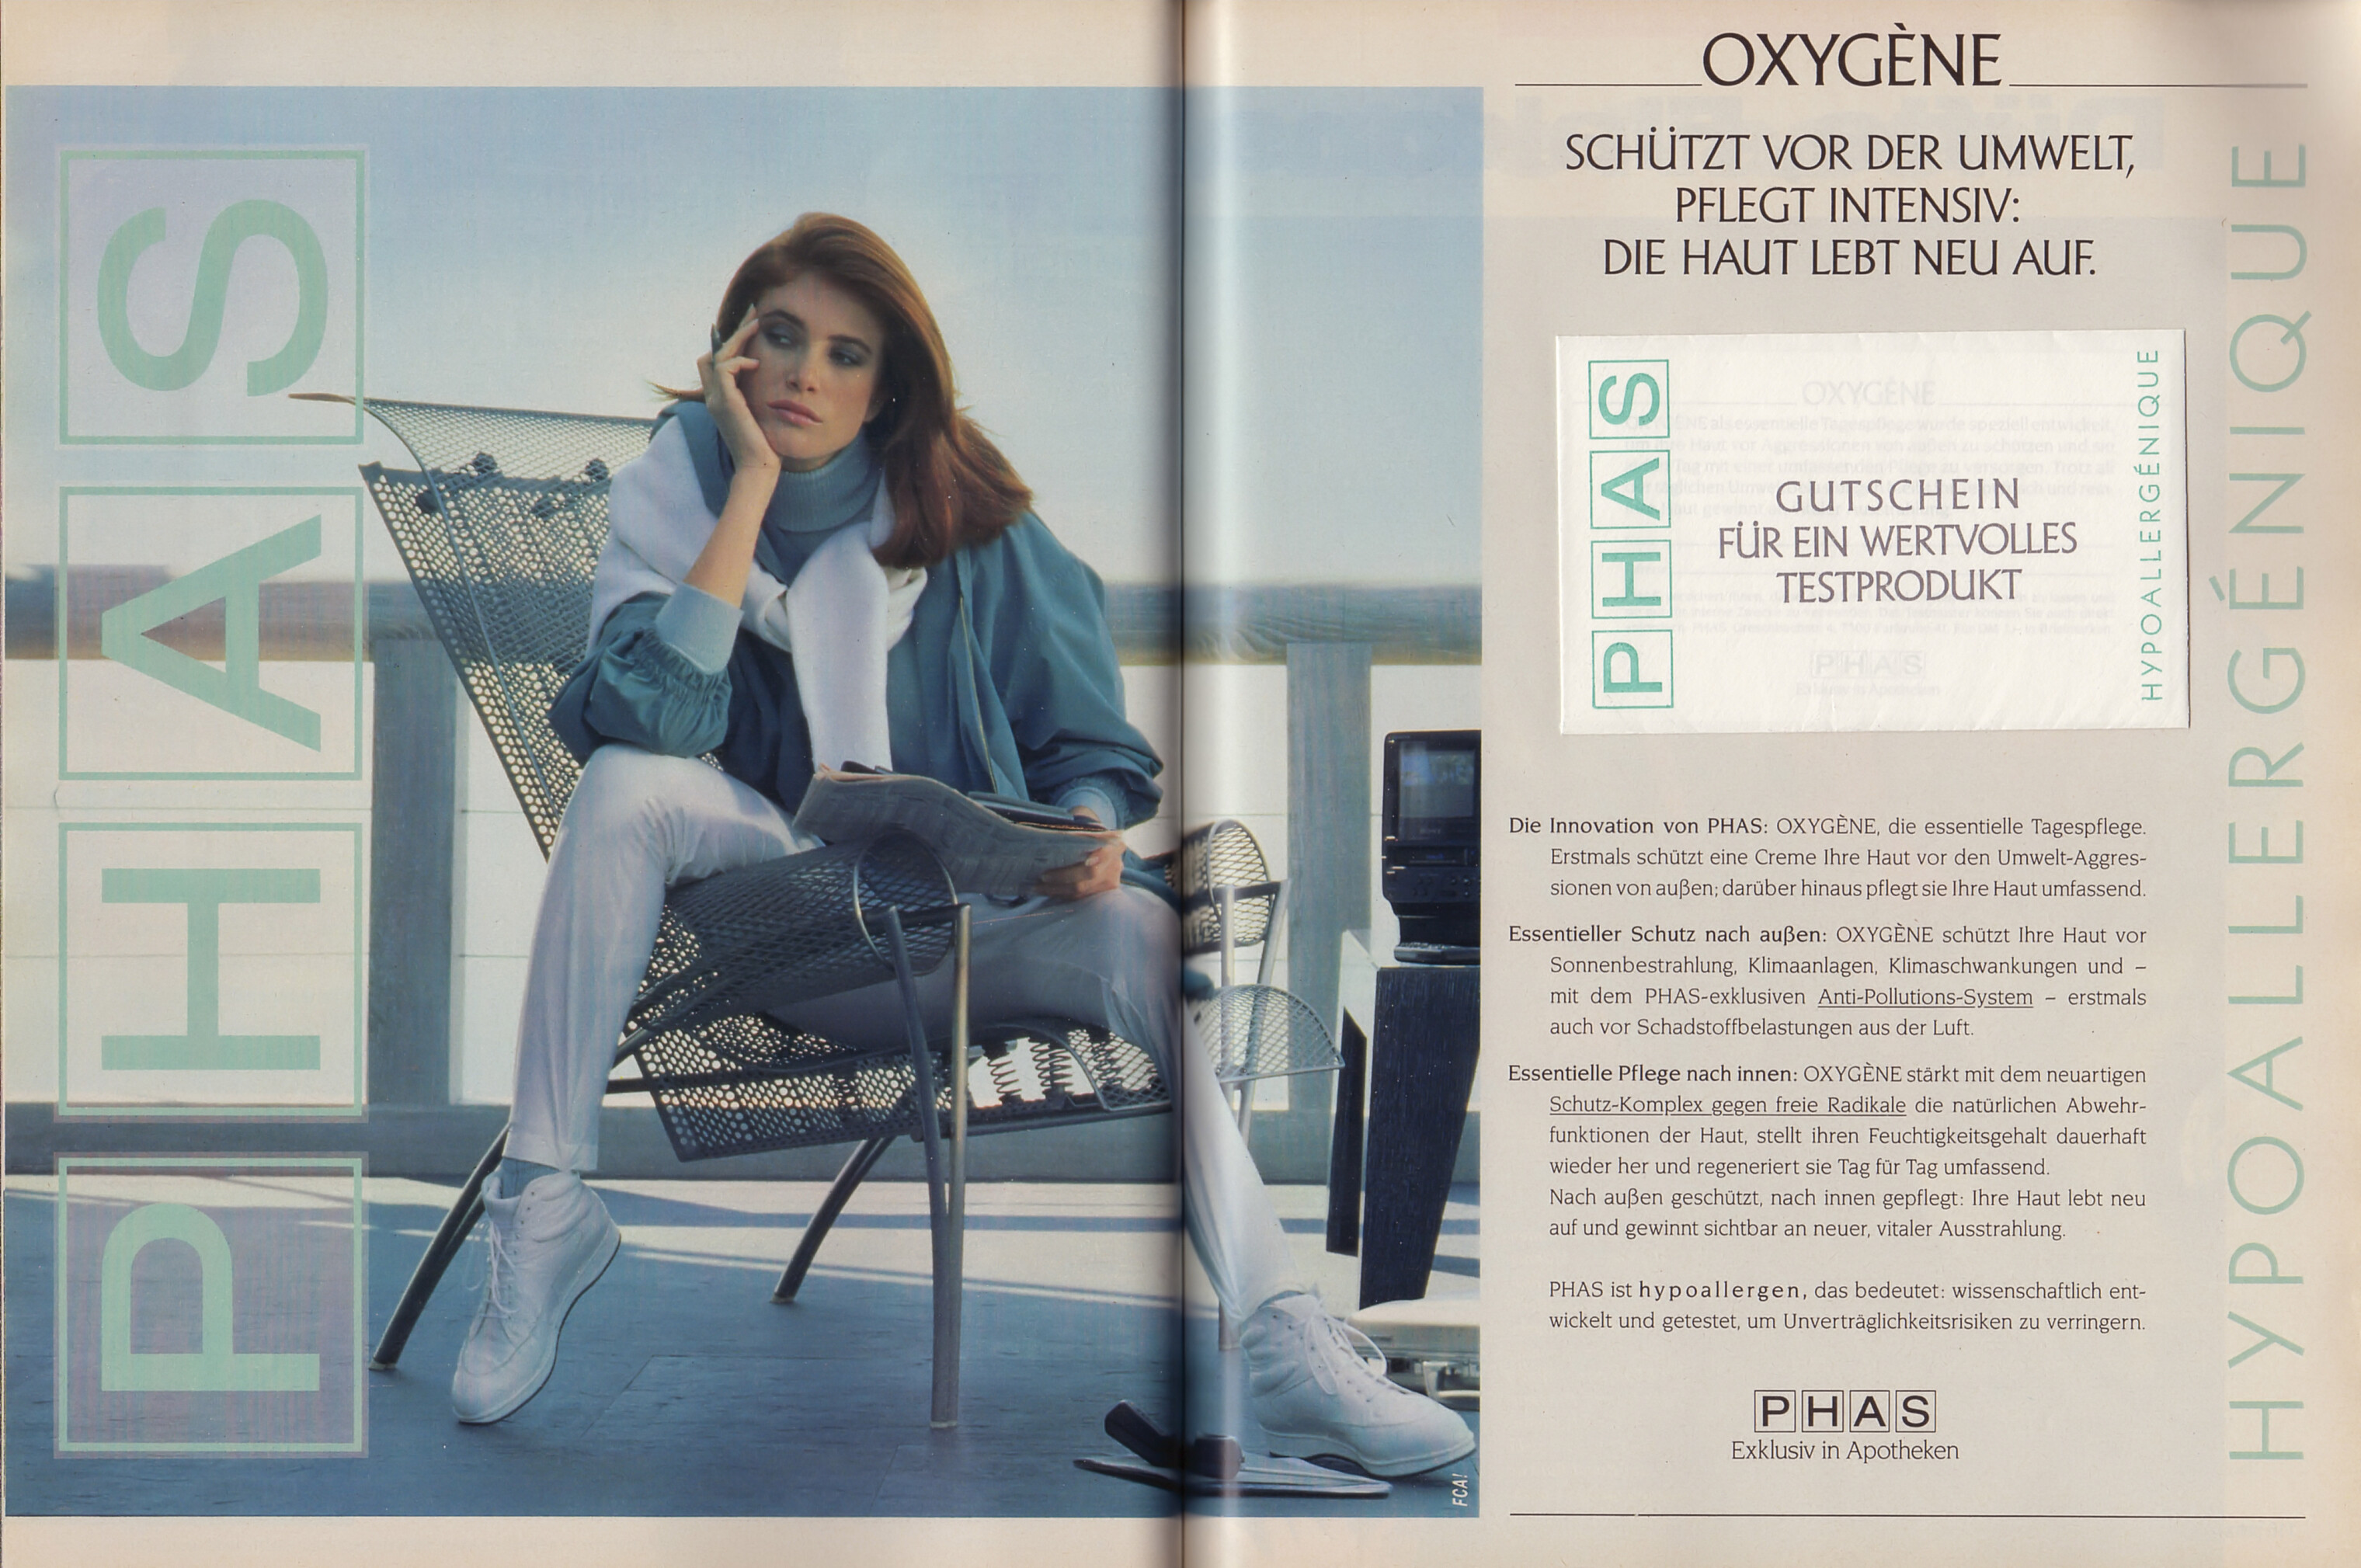 PHAS
FCA!
OXYGÈNE
SCHÜTZT VOR DER UMWELT,
PFLEGT INTENSIV:
DIE HAUT LEBT NEU AUF.
PHAS
GUTSCHEIN
FÜR EIN WERTVOLLES
TESTPRODUKT
HYPOALLERGÉNIQUE
Die Innovation von PHAS: OXYGÈNE, die essentielle Tagespflege.
Erstmals schützt eine Creme Ihre Haut vor den Umwelt-Aggres-
sionen von außen; darüber hinaus pflegt sie Ihre Haut umfassend.
Essentieller Schutz nach außen: OXYGÈNE schützt Ihre Haut vor
Sonnenbestrahlung, Klimaanlagen, Klimaschwankungen und –
mit dem PHAS-exklusiven Anti-Pollutions-System – erstmals
auch vor Schadstoffbelastungen aus der Luft.
Essentielle Pflege nach innen: OXYGÈNE stärkt mit dem neuartigen
Schutz-Komplex gegen freie Radikale die natürlichen Abwehr-
funktionen der Haut, stellt ihren Feuchtigkeitsgehalt dauerhaft
wieder her und regeneriert sie Tag für Tag umfassend.
Nach außen geschützt, nach innen gepflegt: Ihre Haut lebt neu
auf und gewinnt sichtbar an neuer, vitaler Ausstrahlung.
PHAS ist hypoallergen, das bedeutet: wissenschaftlich ent-
wickelt und getestet, um Unverträglichkeitsrisiken zu verringern.
PHAS
Exklusiv in Apotheken
HYPOALLERGÉNIQUE